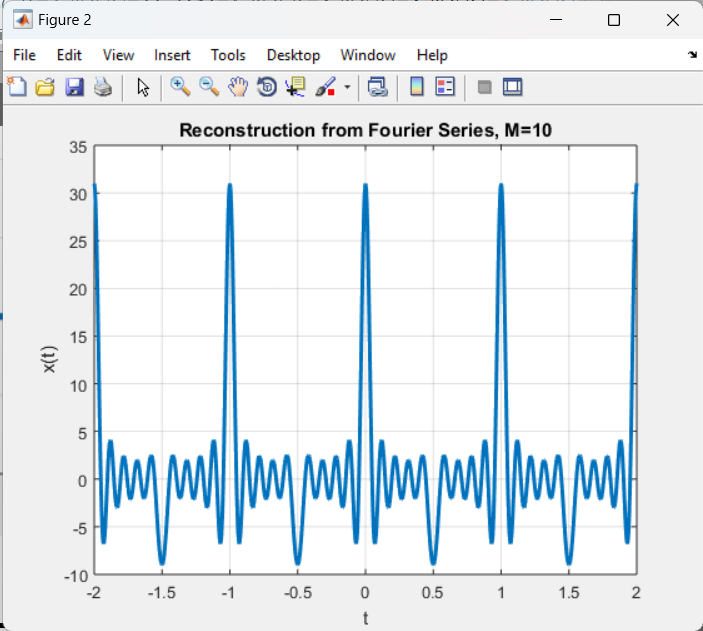 Figure 2
File Edit View Insert Tools Desktop Window Help
Reconstruction from Fourier Series, M=10
35
30
25
20
15
10
5
0
-5
-10
x(t)
-2 -1.5 -1 -0.5 0 0.5 1 1.5 2
t